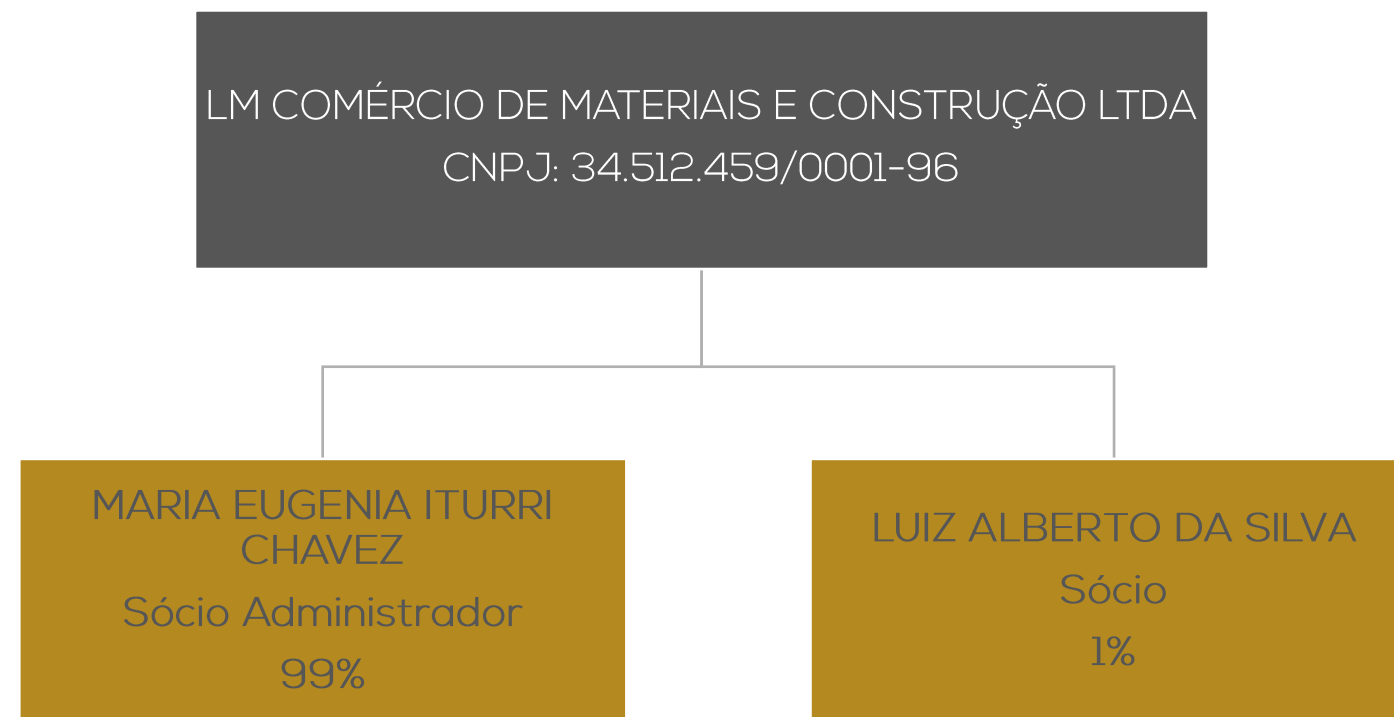 LM COMÉRCIO DE MATERIAIS E CONSTRUÇÃO LTDA
CNPJ: 34.512.459/0001-96
MARIA EUGENIA ITURRI
CHAVEZ
Sócio Administrador
99%
LUIZ ALBERTO DA SILVA
Sócio
1%